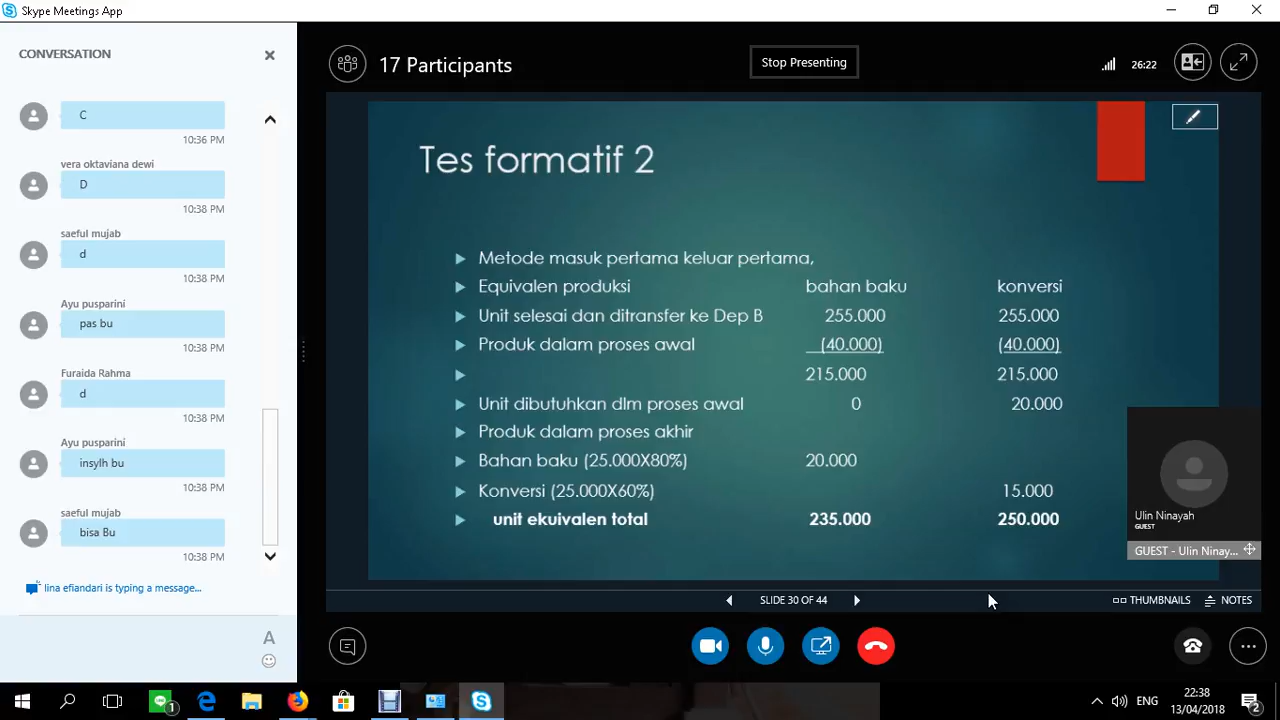 Skype Meetings App
CONVERSATION
C
10:36 PM
vera oktaviana dewi
D
10:38 PM
saeful mujab
d
10:38 PM
Ayu pusparini
pas bu
10:38 PM
Furaida Rahma
d
10:38 PM
Ayu pusparini
insylh bu
10:38 PM
saeful mujab
bisa Bu
10:38 PM
lina efiandari is typing a message...
A
17 Participants
Stop Presenting
26:22
Tes formatif 2
Metode masuk pertama keluar pertama,
Equivalen produksi bahan baku konversi
Unit selesai dan ditransfer ke Dep B 255.000 255.000
Produk dalam proses awal (40.000) (40.000)
215.000 215.000
Unit dibutuhkan dlm proses awal 0 20.000
Produk dalam proses akhir
Bahan baku (25.000X80%) 20.000
Konversi (25.000X60%) 15.000
unit ekuivalen total 235.000 250.000
Ulin Ninayah
GUEST
GUEST - Ulin Ninay...
SLIDE 30 OF 44
THUMBNAILS
NOTES
1
ENG
22:38
13/04/2018
2